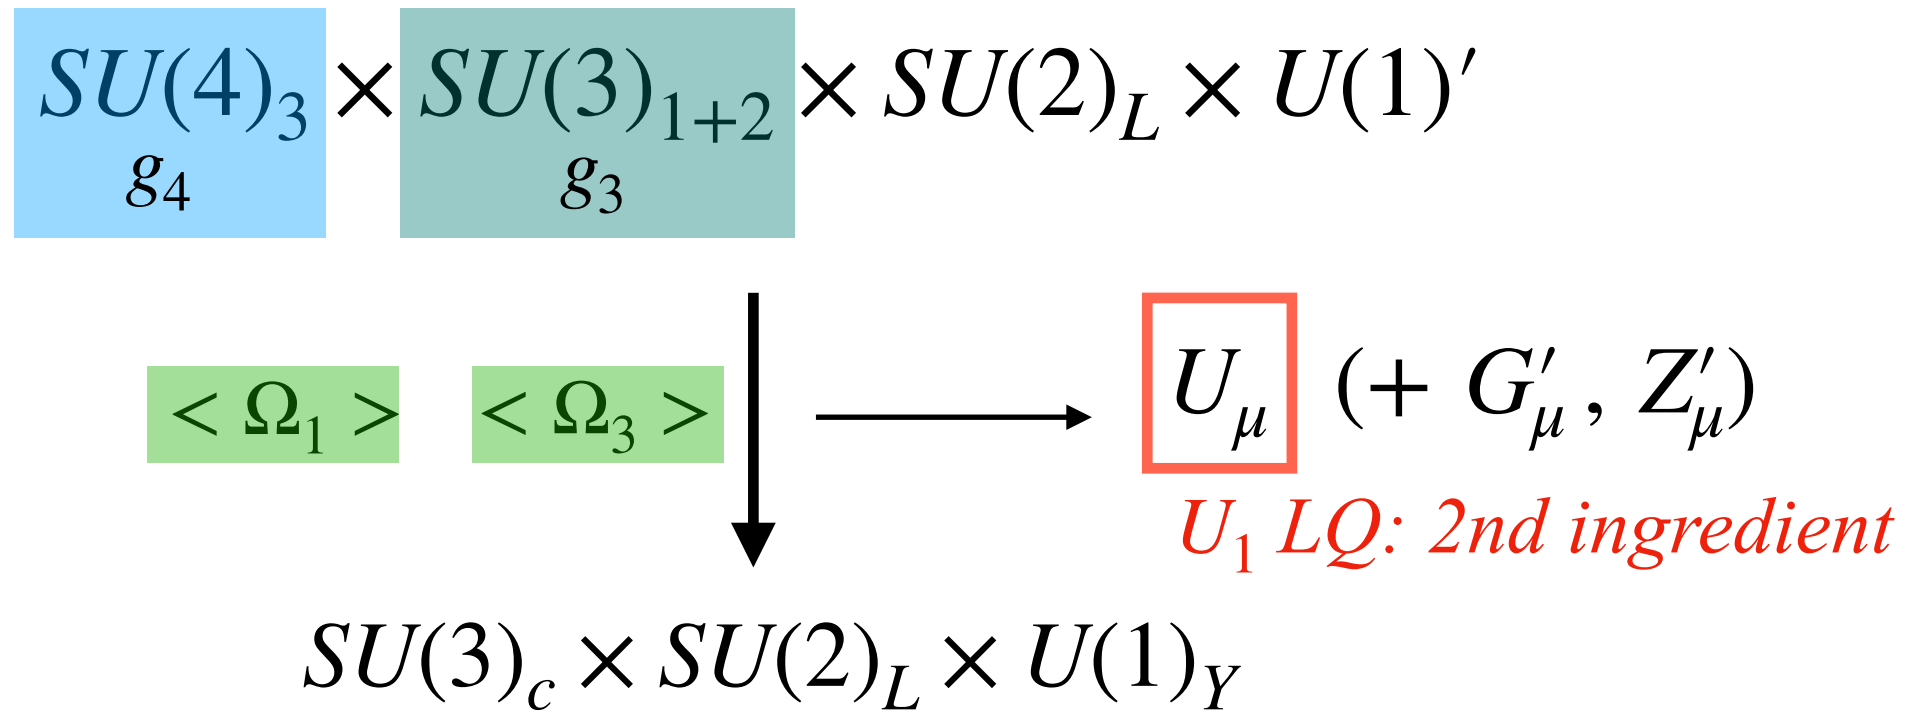 SU(4)₃ × SU(3)₁₊₂ × SU(2)_L × U(1)′
g₄ g₃
< Ω₁ > < Ω₃ > U_μ (+ G′_μ , Z′_μ)
U₁ LQ: 2nd ingredient
SU(3)_c × SU(2)_L × U(1)_Y